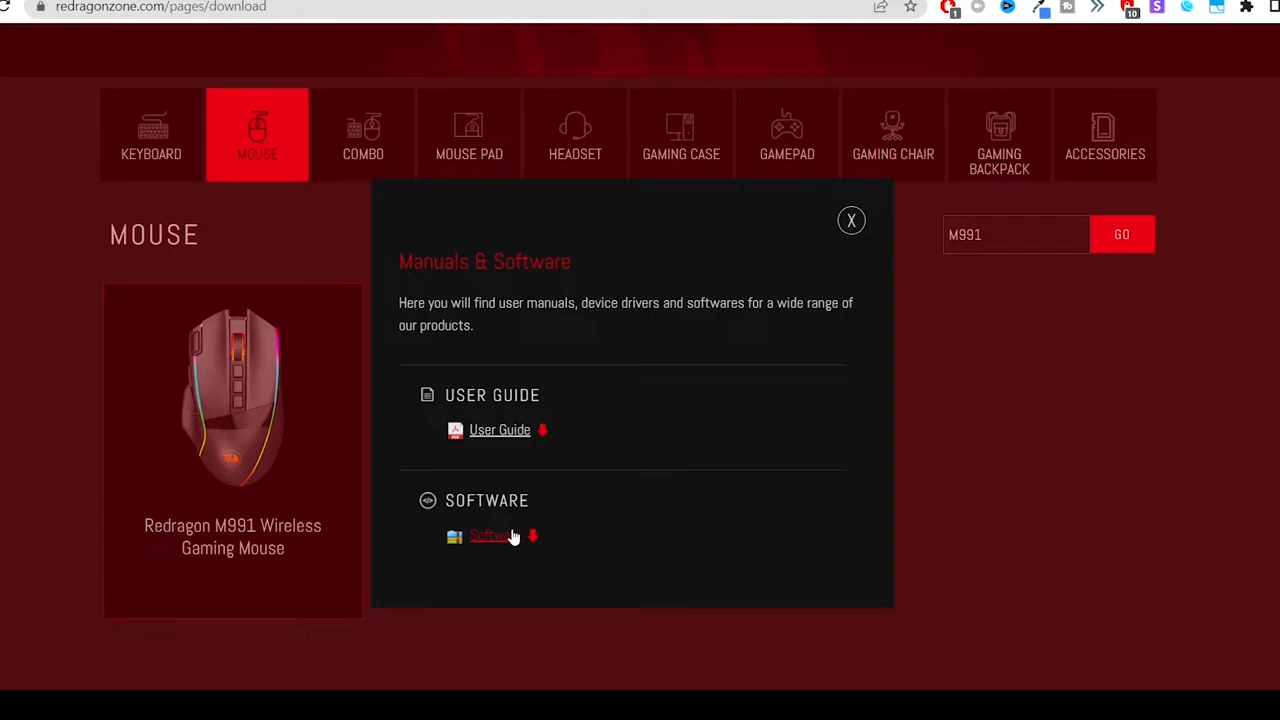 redragonzone.com/pages/download
1
10
KEYBOARD
MOUSE
COMBO
MOUSE PAD
HEADSET
GAMING CASE
GAMEPAD
GAMING CHAIR
GAMING
BACKPACK
ACCESSORIES
MOUSE
M991
GO
X
Manuals & Software
Here you will find user manuals, device drivers and softwares for a wide range of
our products.
USER GUIDE
User Guide
SOFTWARE
Redragon M991 Wireless
Gaming Mouse